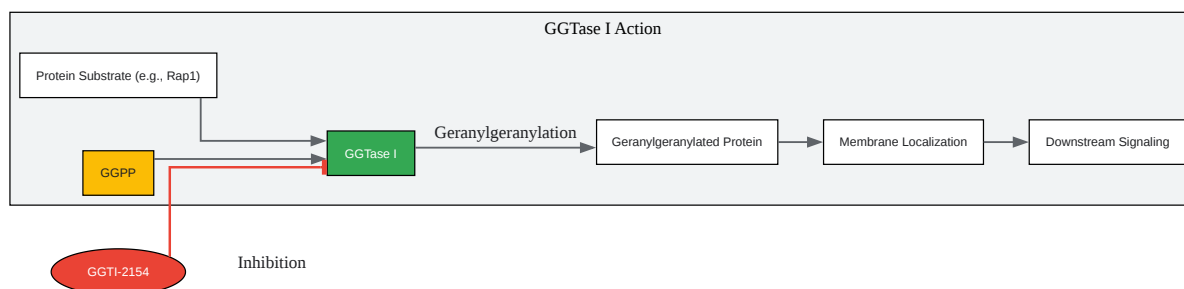 GGTase I Action
Protein Substrate (e.g., Rap1)
GGPP
GGTase I
Geranylgeranylation
Geranylgeranylated Protein
Membrane Localization
Downstream Signaling
GGTI-2154
Inhibition